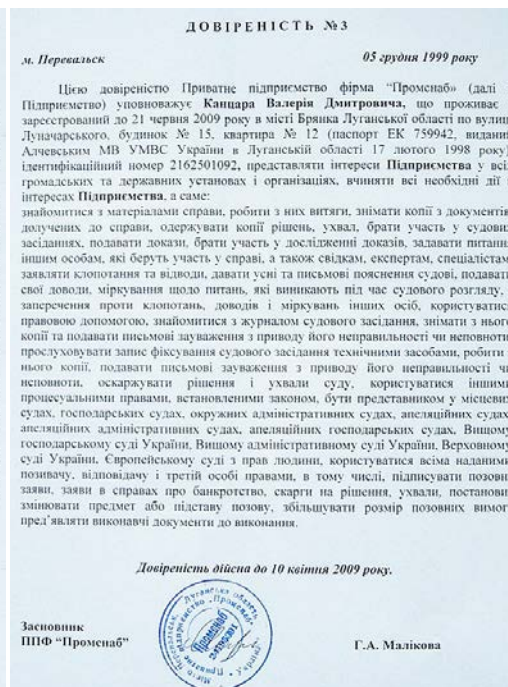 ДОВІРЕНІСТЬ №3
м. Перевальск 05 грудня 1999 року
Цією довіреністю Приватне підприємство фірма “Промснаб” (далі
Підприємство) уповноважує Канцара Валерія Дмитровича, що проживає
зареєстрований до 21 червня 2009 року в місті Брянка Луганської області по вулиц
Луначарського, будинок № 15, квартира № 12 (паспорт ЕК 759942, видани
Алчевським МВ УМВС України в Луганській області 17 лютого 1998 року)
ідентифікаційний номер 2162501092, представляти інтереси Підприємства у всіх
громадських та державних установах і організаціях, вчиняти всі необхідні дії
інтересах Підприємства, а саме:
знайомитися з матеріалами справи, робити з них витяги, знімати копії з документів
долучених до справи, одержувати копії рішень, ухвал, брати участь у судови
засіданнях, подавати докази, брати участь у дослідженні доказів, задавати питанн
іншим особам, які беруть участь у справі, а також свідкам, експертам, спеціалістам
заявляти клопотання та відводи, давати усні та письмові пояснення судові, подавати
свої доводи, міркування щодо питань, які виникають під час судового розгляду,
заперечення проти клопотань, доводів і міркувань інших осіб, користуватися
правовою допомогою, знайомитися з журналом судового засідання, знімати з нього
копії та подавати письмові зауваження з приводу його неправильності чи неповноти
прослуховувати запис фіксування судового засідання технічними засобами, робити
нього копії, подавати письмові зауваження з приводу його неправильності чи
неповноти, оскаржувати рішення і ухвали суду, користуватися іншими
процесуальними правами, встановленими законом, бути представником у місцевих
судах, господарських судах, окружних адміністративних судах, апеляційних судах
апеляційних адміністративних судах, апеляційних господарських судах, Вищому
господарському суді України, Вищому адміністративному суді України, Верховному
суді України, Європейському суді з прав людини, користуватися всіма наданими
позивачу, відповідачу і третій особі правами, в тому числі, підписувати позовні
заяви, заяви в справах про банкротство, скарги на рішення, ухвали, постанови
змінювати предмет або підставу позову, збільшувати розмір позовних вимог
пред’являти виконавчі документи до виконання.
Довіреність дійсна до 10 квітня 2009 року.
Засновник
ППФ “Промснаб” Г.А. Малікова
Промснаб